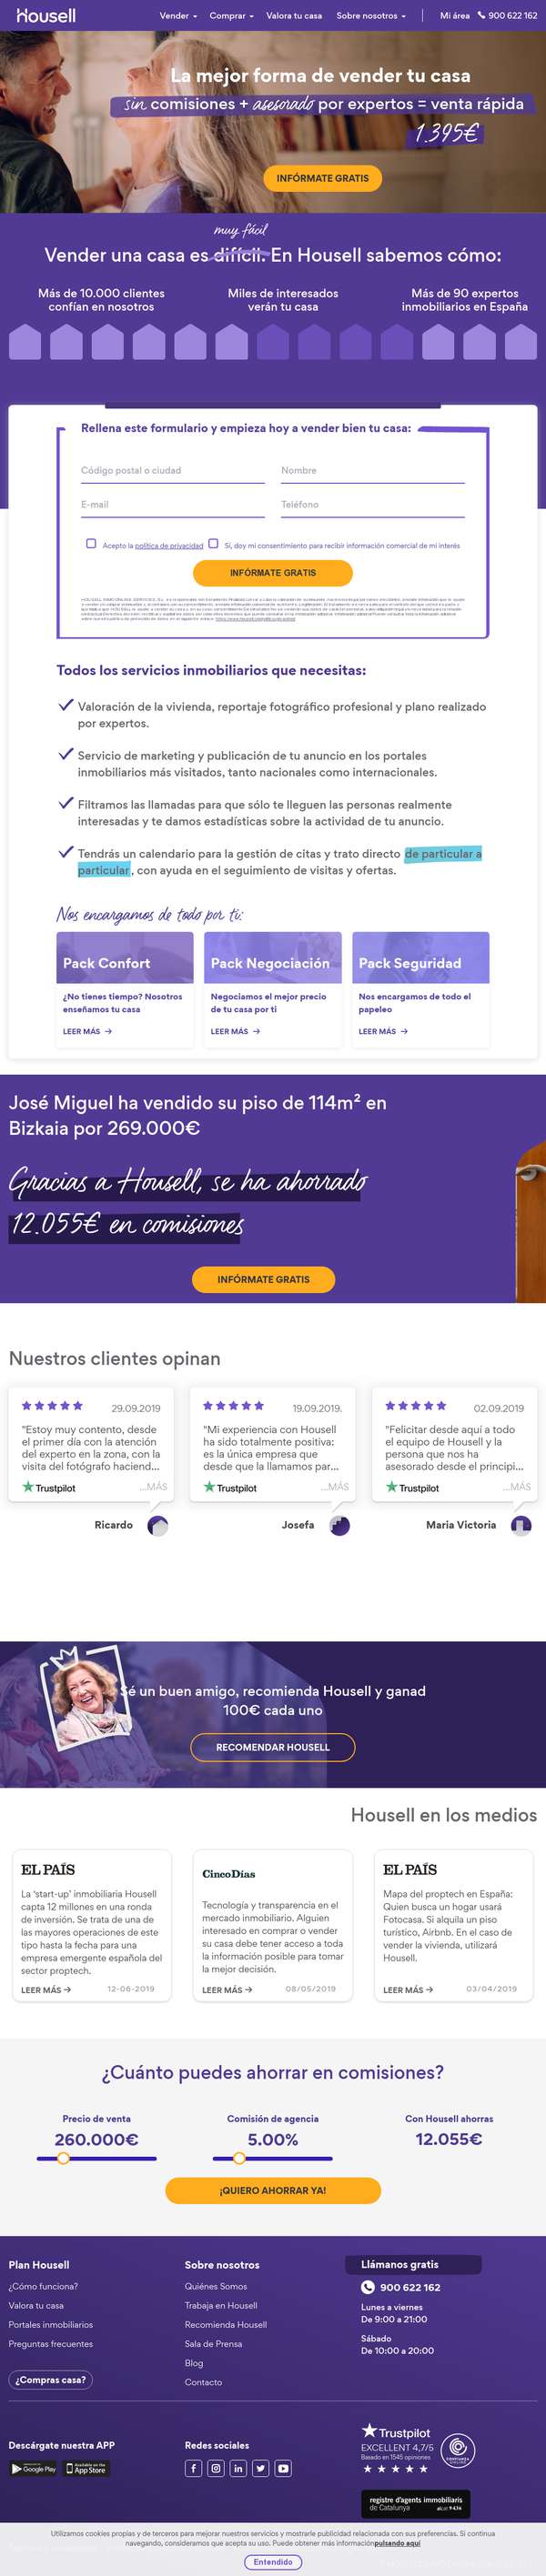 Housell
Vender Comprar Valora tu casa Sobre nosotros Mi área 900 622 162
La mejor forma de vender tu casa
sin comisiones + asesorado por expertos = venta rápida
1.395€
INFÓRMATE GRATIS
muy fácil
Vender una casa es difícil. En Housell sabemos cómo:
Más de 10.000 clientes
confían en nosotros
Miles de interesados
verán tu casa
Más de 90 expertos
inmobiliarios en España
Rellena este formulario y empieza hoy a vender bien tu casa:
Código postal o ciudad Nombre
E-mail Teléfono
Acepto la política de privacidad Sí, doy mi consentimiento para recibir información comercial de mi interés
INFÓRMATE GRATIS
Todos los servicios inmobiliarios que necesitas:
Valoración de la vivienda, reportaje fotográfico profesional y plano realizado
por expertos.
Servicio de marketing y publicación de tu anuncio en los portales
inmobiliarios más visitados, tanto nacionales como internacionales.
Filtramos las llamadas para que sólo te lleguen las personas realmente
interesadas y te damos estadísticas sobre la actividad de tu anuncio.
Tendrás un calendario para la gestión de citas y trato directo de particular a
particular, con ayuda en el seguimiento de visitas y ofertas.
Nos encargamos de todo por ti:
Pack Confort
¿No tienes tiempo? Nosotros
enseñamos tu casa
LEER MÁS →
Pack Negociación
Negociamos el mejor precio
de tu casa por ti
LEER MÁS →
Pack Seguridad
Nos encargamos de todo el
papeleo
LEER MÁS →
José Miguel ha vendido su piso de 114m² en
Bizkaia por 269.000€
Gracias a Housell, se ha ahorrado
12.055€ en comisiones
INFÓRMATE GRATIS
Nuestros clientes opinan
29.09.2019
"Estoy muy contento, desde
el primer día con la atención
del experto en la zona, con la
visita del fotógrafo haciend...
Trustpilot ...MÁS
Ricardo
19.09.2019.
"Mi experiencia con Housell
ha sido totalmente positiva:
es la única empresa que
desde que la llamamos par...
Trustpilot ...MÁS
Josefa
02.09.2019
"Felicitar desde aquí a todo
el equipo de Housell y la
persona que nos ha
asesorado desde el principi...
Trustpilot ...MÁS
Maria Victoria
Sé un buen amigo, recomienda Housell y ganad
100€ cada uno
RECOMENDAR HOUSELL
Housell en los medios
EL PAÍS
La 'start-up' inmobiliaria Housell
capta 12 millones en una ronda
de inversión. Se trata de una de
las mayores operaciones de este
tipo hasta la fecha para una
empresa emergente española del
sector proptech.
LEER MÁS → 12-06-2019
CincoDías
Tecnología y transparencia en el
mercado inmobiliario. Alguien
interesado en comprar o vender
su casa debe tener acceso a toda
la información posible para tomar
la mejor decisión.
LEER MÁS → 08/05/2019
EL PAÍS
Mapa del proptech en España:
Quien busca un hogar usará
Fotocasa. Si alquila un piso
turístico, Airbnb. En el caso de
vender la vivienda, utilizará
Housell.
LEER MÁS → 03/04/2019
¿Cuánto puedes ahorrar en comisiones?
Precio de venta
260.000€
Comisión de agencia
5.00%
Con Housell ahorras
12.055€
¡QUIERO AHORRAR YA!
Plan Housell
¿Cómo funciona?
Valora tu casa
Portales inmobiliarios
Preguntas frecuentes
¿Compras casa?
Sobre nosotros
Quiénes Somos
Trabaja en Housell
Recomienda Housell
Sala de Prensa
Blog
Contacto
Llámanos gratis
900 622 162
Lunes a viernes
De 9:00 a 21:00
Sábado
De 10:00 a 20:00
Descárgate nuestra APP
Google Play
Available on the
App Store
Redes sociales
Trustpilot
EXCELLENT 4,7/5
Basado en 1545 opiniones
CONFIANZA
ONLINE
registre d'agents immobiliaris
de Catalunya aicat 9436
Utilizamos cookies propias y de terceros para mejorar nuestros servicios y mostrarle publicidad relacionada con sus preferencias. Si continua
navegando, consideramos que acepta su uso. Puede obtener más información pulsando aquí
Entendido